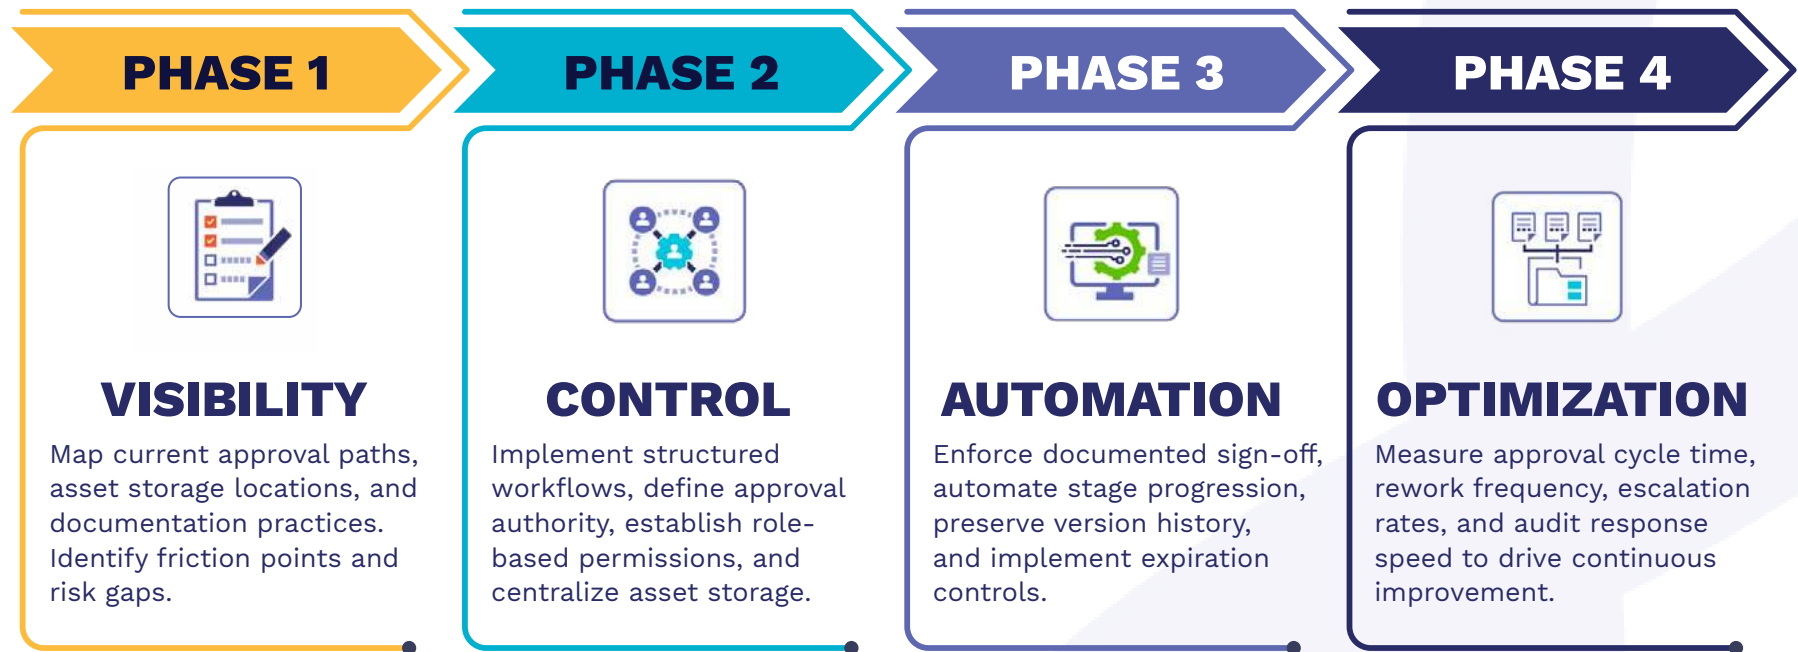 PHASE 1
VISIBILITY
Map current approval paths,
asset storage locations, and
documentation practices.
Identify friction points and
risk gaps.
PHASE 2
CONTROL
Implement structured
workflows, define approval
authority, establish role-
based permissions, and
centralize asset storage.
PHASE 3
AUTOMATION
Enforce documented sign-off,
automate stage progression,
preserve version history,
and implement expiration
controls.
PHASE 4
OPTIMIZATION
Measure approval cycle time,
rework frequency, escalation
rates, and audit response
speed to drive continuous
improvement.